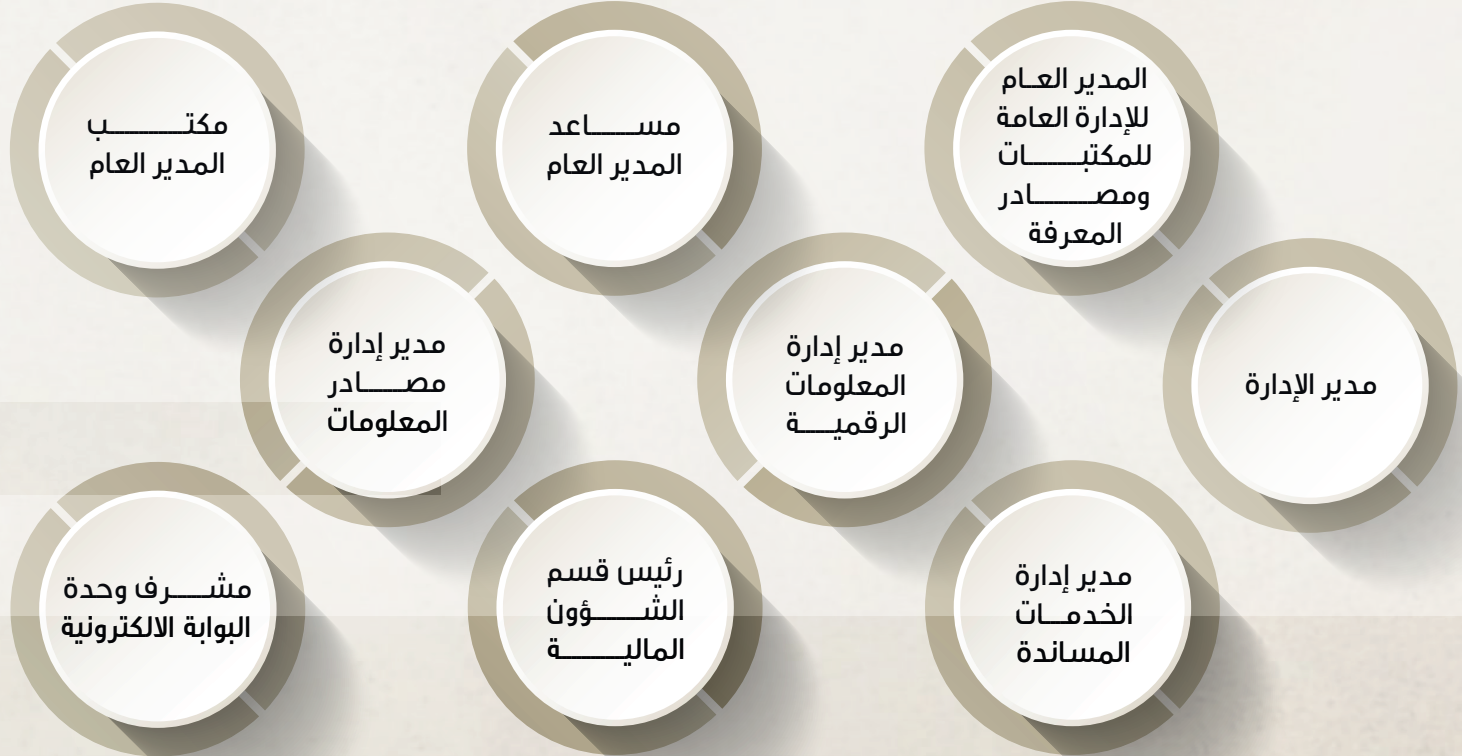 المدير العام
للإدارة العامة
للمكتبات
ومصادر
المعرفة
مساعد
المدير العام
مكتب
المدير العام
مدير الإدارة
مدير إدارة
المعلومات
الرقمية
مدير إدارة
مصادر
المعلومات
مدير إدارة
الخدمات
المساندة
رئيس قسم
الشؤون
المالية
مشرف وحدة
البوابة الالكترونية